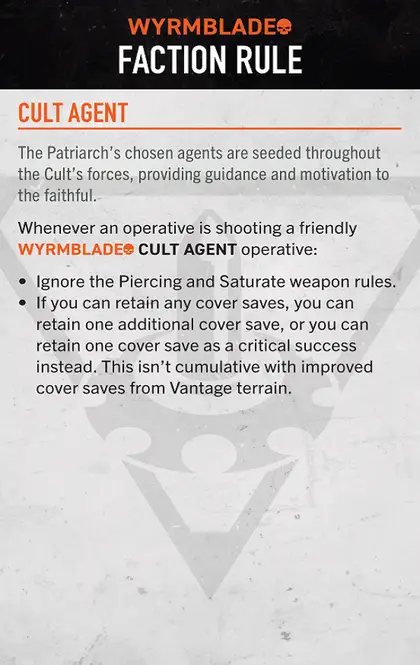 WYRMBLADE
FACTION RULE
CULT AGENT
The Patriarch’s chosen agents are seeded throughout
the Cult’s forces, providing guidance and motivation to
the faithful.
Whenever an operative is shooting a friendly
WYRMBLADE CULT AGENT operative:
• Ignore the Piercing and Saturate weapon rules.
• If you can retain any cover saves, you can
retain one additional cover save, or you can
retain one cover save as a critical success
instead. This isn’t cumulative with improved
cover saves from Vantage terrain.